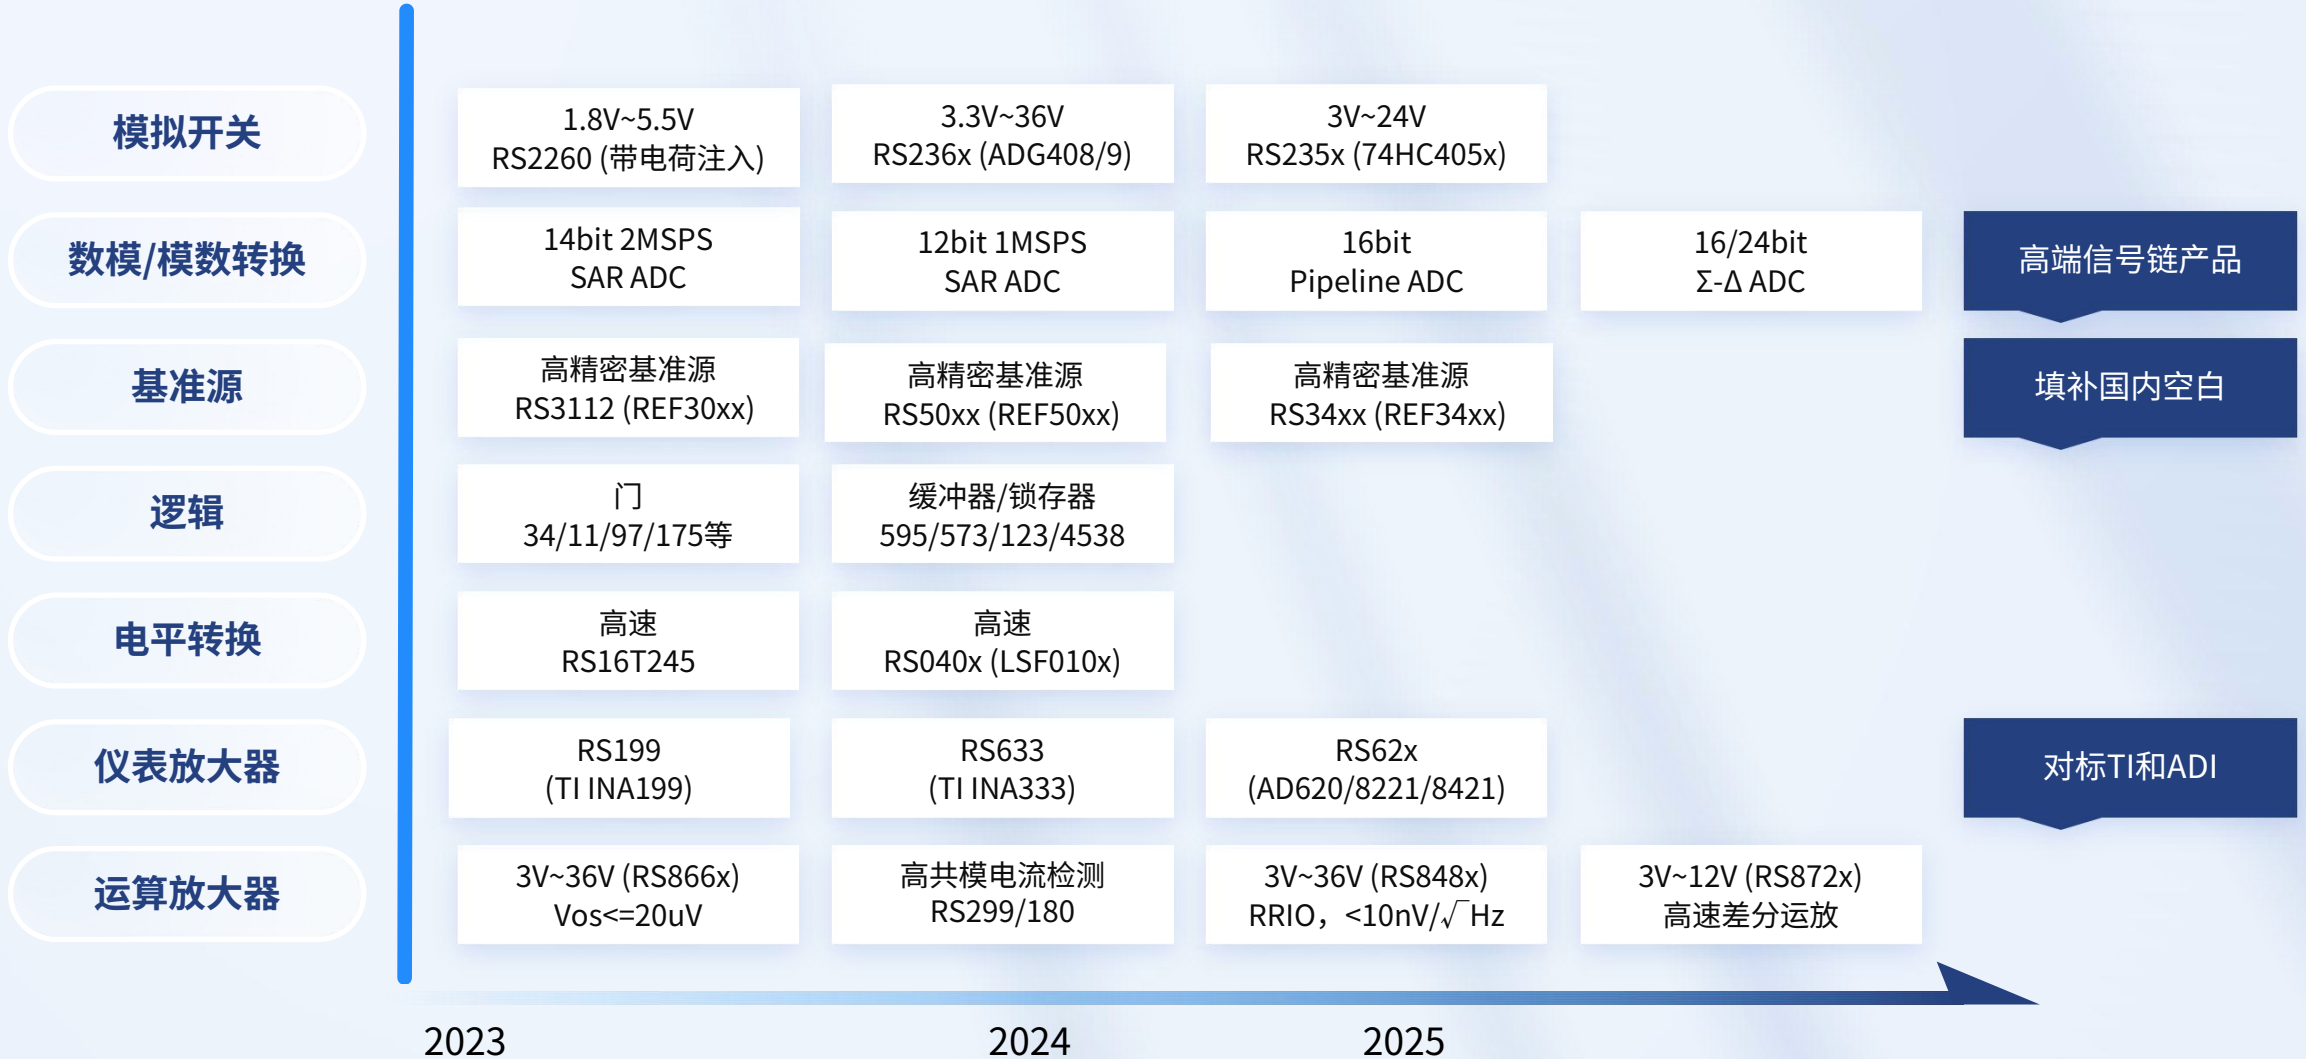 模拟开关
1.8V~5.5V
RS2260 (带电荷注入)
3.3V~36V
RS236x (ADG408/9)
3V~24V
RS235x (74HC405x)
数模/模数转换
14bit 2MSPS
SAR ADC
12bit 1MSPS
SAR ADC
16bit
Pipeline ADC
16/24bit
Σ-Δ ADC
高端信号链产品
基准源
高精密基准源
RS3112 (REF30xx)
高精密基准源
RS50xx (REF50xx)
高精密基准源
RS34xx (REF34xx)
填补国内空白
逻辑
门
34/11/97/175等
缓冲器/锁存器
595/573/123/4538
电平转换
高速
RS16T245
高速
RS040x (LSF010x)
仪表放大器
RS199
(TI INA199)
RS633
(TI INA333)
RS62x
(AD620/8221/8421)
对标TI和ADI
运算放大器
3V~36V (RS866x)
Vos<=20uV
高共模电流检测
RS299/180
3V~36V (RS848x)
RRIO，<10nV/√Hz
3V~12V (RS872x)
高速差分运放
2023
2024
2025